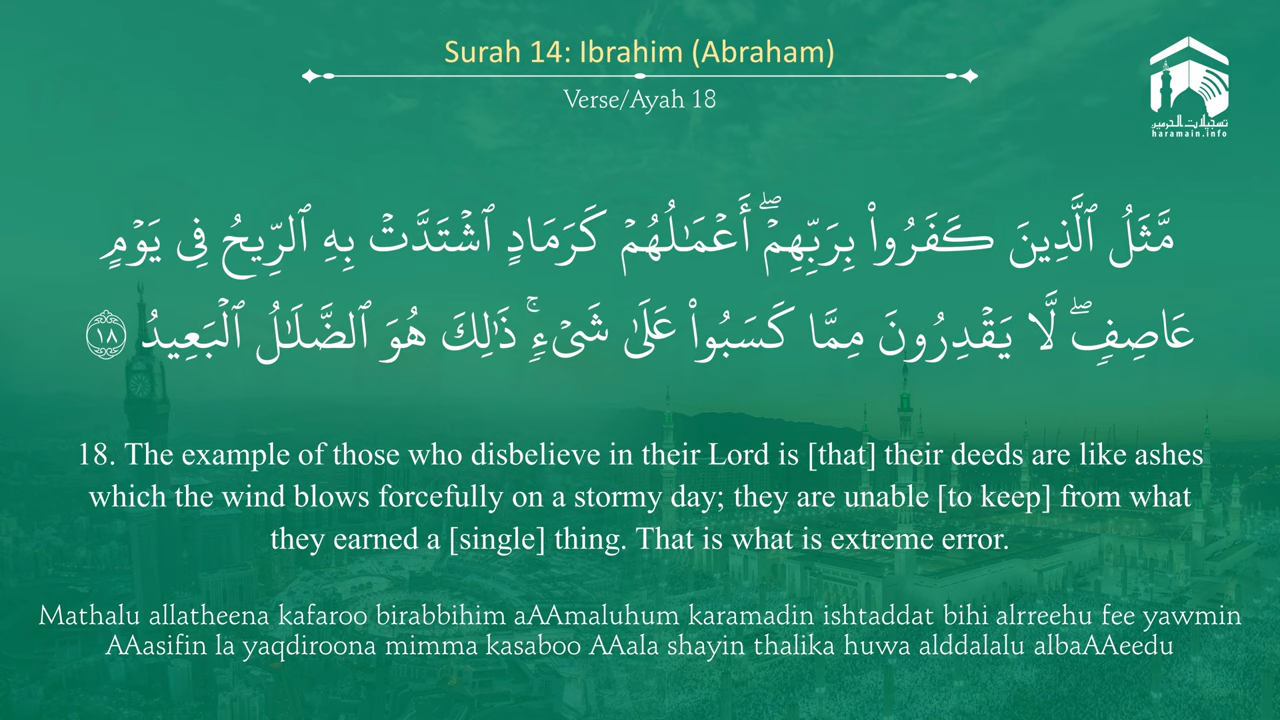 Surah 14: Ibrahim (Abraham)
Verse/Ayah 18
تسجيلات الحرمين
haramain.info
مَّثَلُ ٱلَّذِينَ كَفَرُوا۟ بِرَبِّهِمْ ۖ أَعْمَـٰلُهُمْ كَرَمَادٍ ٱشْتَدَّتْ بِهِ ٱلرِّيحُ فِى يَوْمٍ
عَاصِفٍ ۖ لَّا يَقْدِرُونَ مِمَّا كَسَبُوا۟ عَلَىٰ شَىْءٍ ۚ ذَٰلِكَ هُوَ ٱلضَّلَـٰلُ ٱلْبَعِيدُ ١٨
18. The example of those who disbelieve in their Lord is [that] their deeds are like ashes
which the wind blows forcefully on a stormy day; they are unable [to keep] from what
they earned a [single] thing. That is what is extreme error.
Mathalu allatheena kafaroo birabbihim aAAmaluhum karamadin ishtaddat bihi alrreehu fee yawmin
AAasifin la yaqdiroona mimma kasaboo AAala shayin thalika huwa alddalalu albaAAeedu